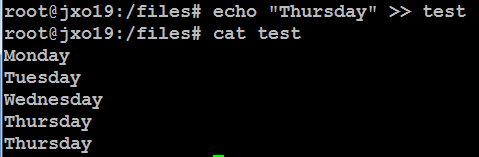 root@jxo19:/files# echo "Thursday" >> test
root@jxo19:/files# cat test
Monday
Tuesday
Wednesday
Thursday
Thursday